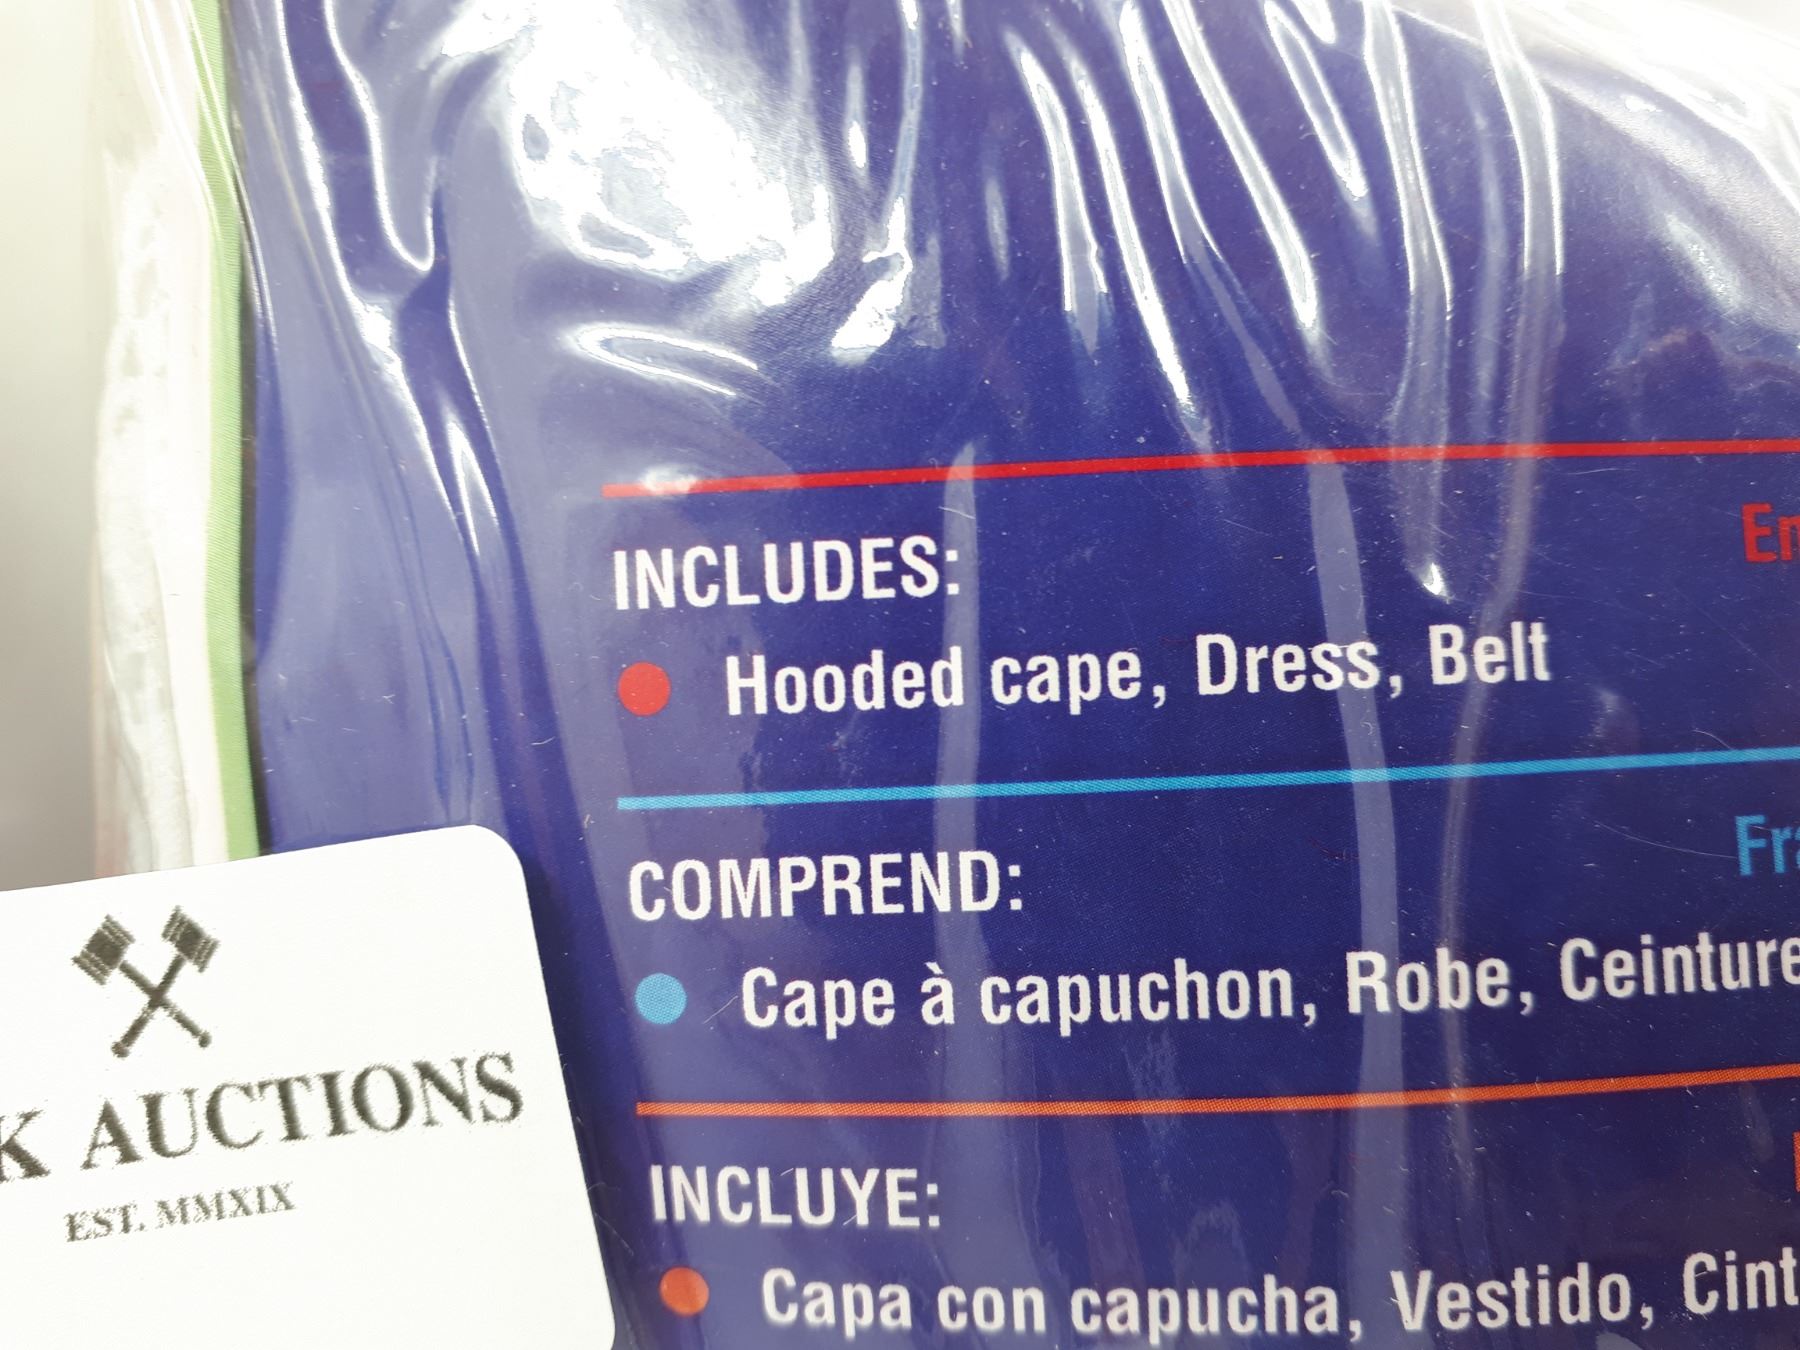 INCLUDES:
Hooded cape, Dress, Belt
COMPREND:
Cape à capuchon, Robe, Ceinture
INCLUYE:
Capa con capucha, Vestido,
AUCTIONS
EST. MMXIX